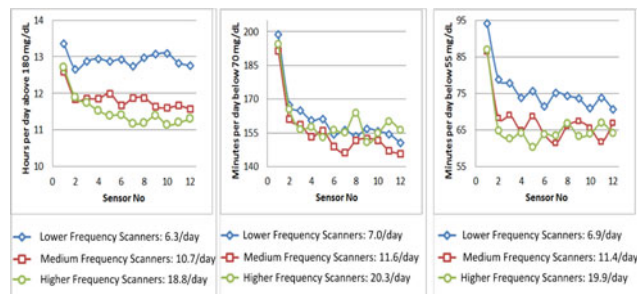 Hours per day above 180 mg/dL
14
13
12
11
10
0 2 4 6 8 10 12
Sensor No
Lower Frequency Scanners: 6.3/day
Medium Frequency Scanners: 10.7/day
Higher Frequency Scanners: 18.8/day
Minutes per day below 70 mg/dL
200
185
170
155
140
0 2 4 6 8 10 12
Sensor No
Lower Frequency Scanners: 7.0/day
Medium Frequency Scanners: 11.6/day
Higher Frequency Scanners: 20.3/day
Minutes per day below 55 mg/dL
95
85
75
65
55
0 2 4 6 8 10 12
Sensor No
Lower Frequency Scanners: 6.9/day
Medium Frequency Scanners: 11.4/day
Higher Frequency Scanners: 19.9/day